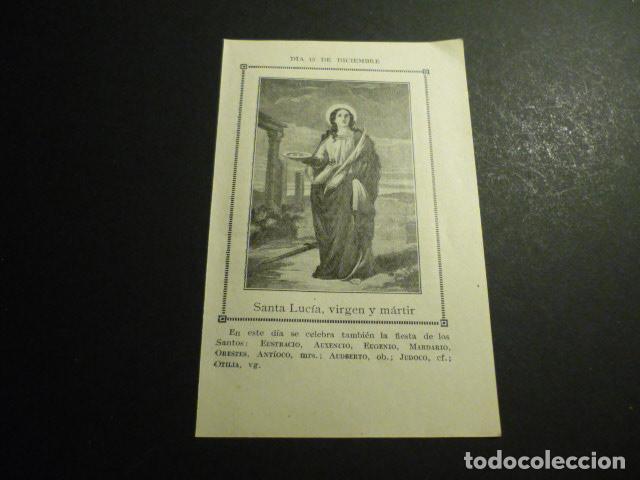 DIA 13 DE DICIEMBRE
Santa Lucía, virgen y mártir
En este día se celebra también la fiesta de los
Santos: EUSTRACIO, AUXENCIO, EUGENIO, MARDARIO,
ORESTES, ANTÍOCO, mrs.; AUDBERTO, ob.; JUDOCO, cf.;
OTILIA, vg.
todocoleccion